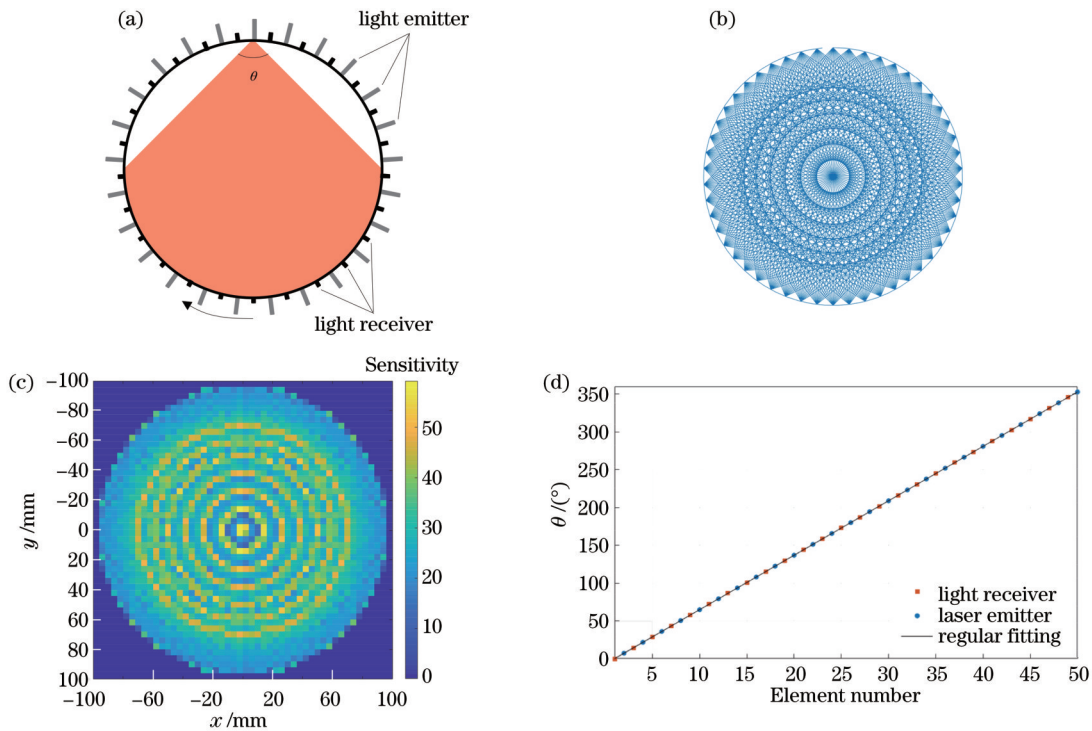 (a)
light emitter
θ
light receiver
(b)
(c)
Sensitivity
−100
−80
−60
−40
−20
0
20
40
60
80
100
y /mm
−100
−60
−20
20
60
100
x /mm
50
40
30
20
10
0
(d)
350
300
250
200
150
100
50
0
θ /(°)
light receiver
laser emitter
regular fitting
5
10
15
20
25
30
35
40
45
50
Element number